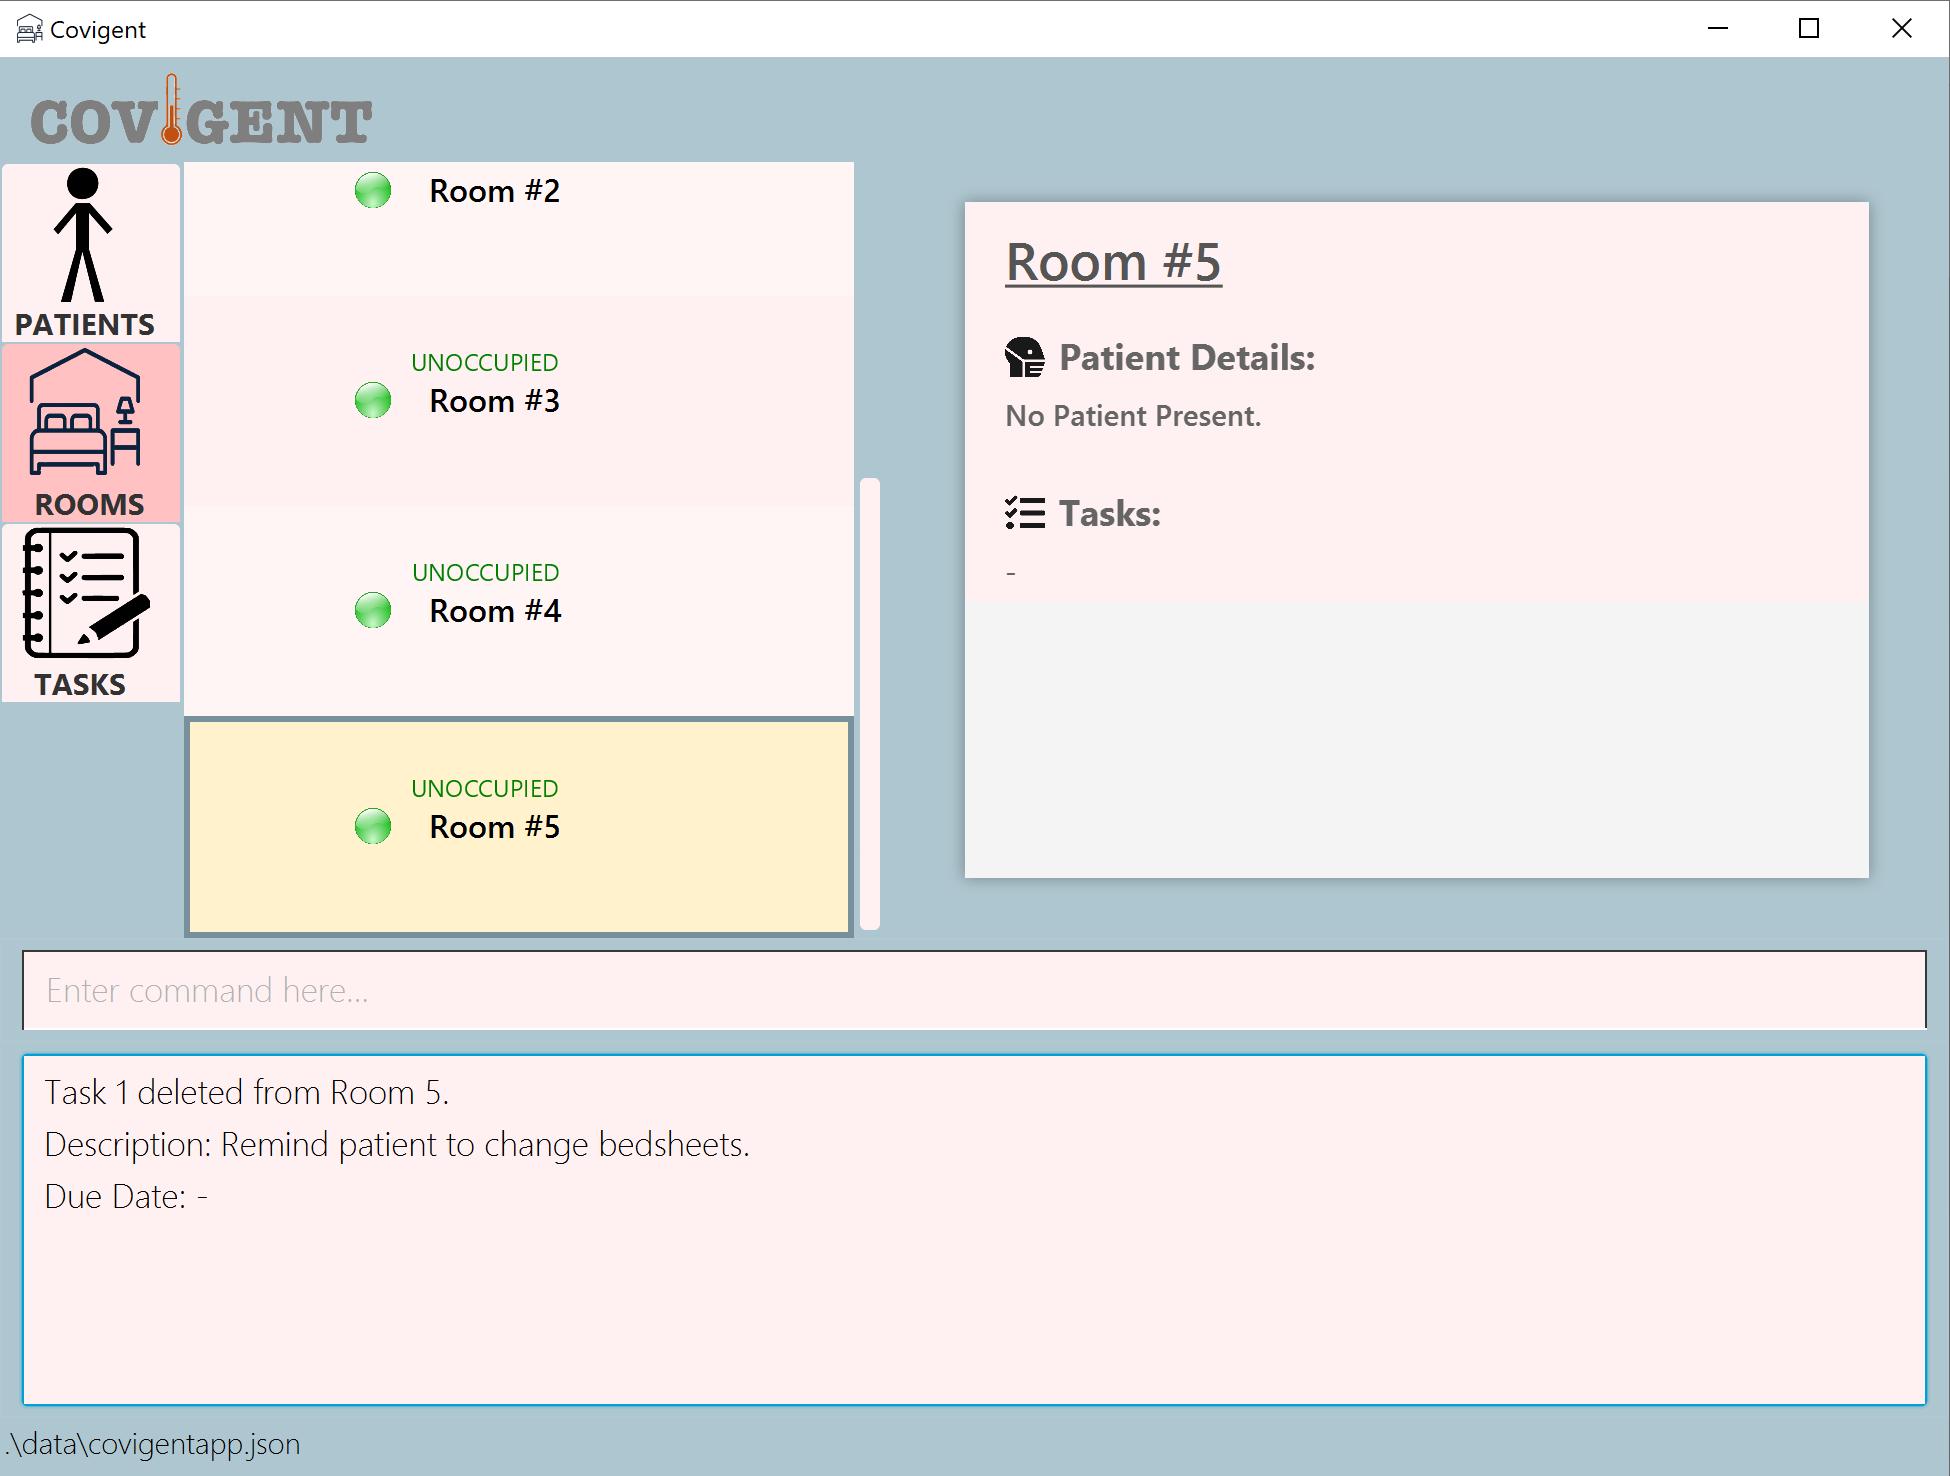 Covigent
COVIGENT
PATIENTS
ROOMS
TASKS
Room #2
UNOCCUPIED
Room #3
UNOCCUPIED
Room #4
UNOCCUPIED
Room #5
Room #5
Patient Details:
No Patient Present.
Tasks:
-
Enter command here...
Task 1 deleted from Room 5.
Description: Remind patient to change bedsheets.
Due Date: -
.\data\covigentapp.json